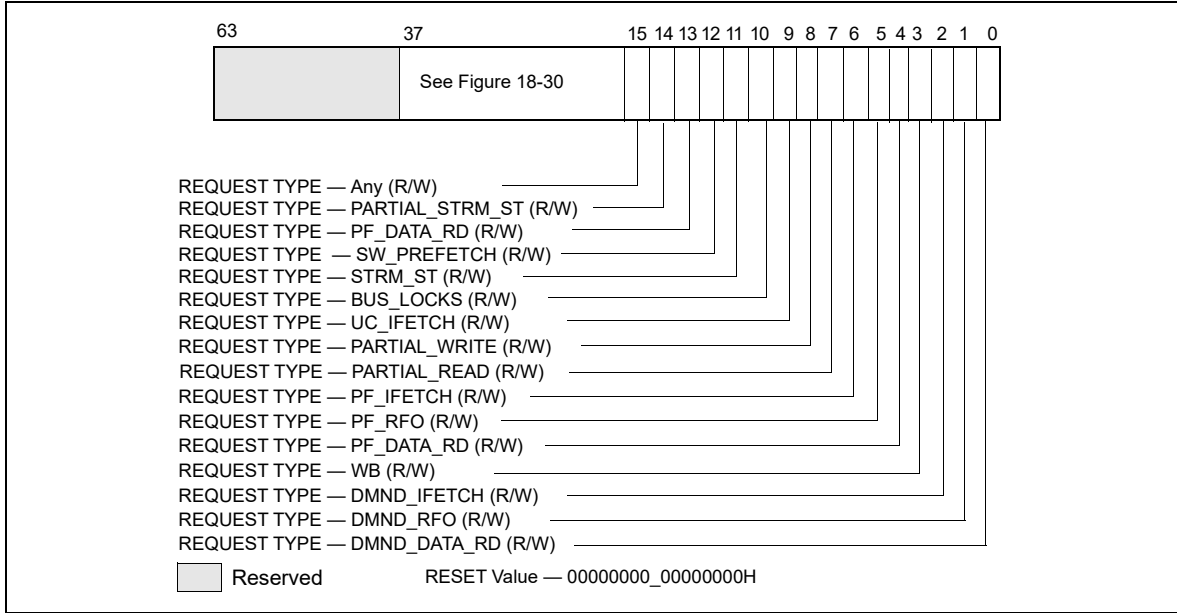 63 37 15 14 13 12 11 10 9 8 7 6 5 4 3 2 1 0
See Figure 18-30
REQUEST TYPE — Any (R/W)
REQUEST TYPE — PARTIAL_STRM_ST (R/W)
REQUEST TYPE — PF_DATA_RD (R/W)
REQUEST TYPE — SW_PREFETCH (R/W)
REQUEST TYPE — STRM_ST (R/W)
REQUEST TYPE — BUS_LOCKS (R/W)
REQUEST TYPE — UC_IFETCH (R/W)
REQUEST TYPE — PARTIAL_WRITE (R/W)
REQUEST TYPE — PARTIAL_READ (R/W)
REQUEST TYPE — PF_IFETCH (R/W)
REQUEST TYPE — PF_RFO (R/W)
REQUEST TYPE — PF_DATA_RD (R/W)
REQUEST TYPE — WB (R/W)
REQUEST TYPE — DMND_IFETCH (R/W)
REQUEST TYPE — DMND_RFO (R/W)
REQUEST TYPE — DMND_DATA_RD (R/W)
Reserved RESET Value — 00000000_00000000H